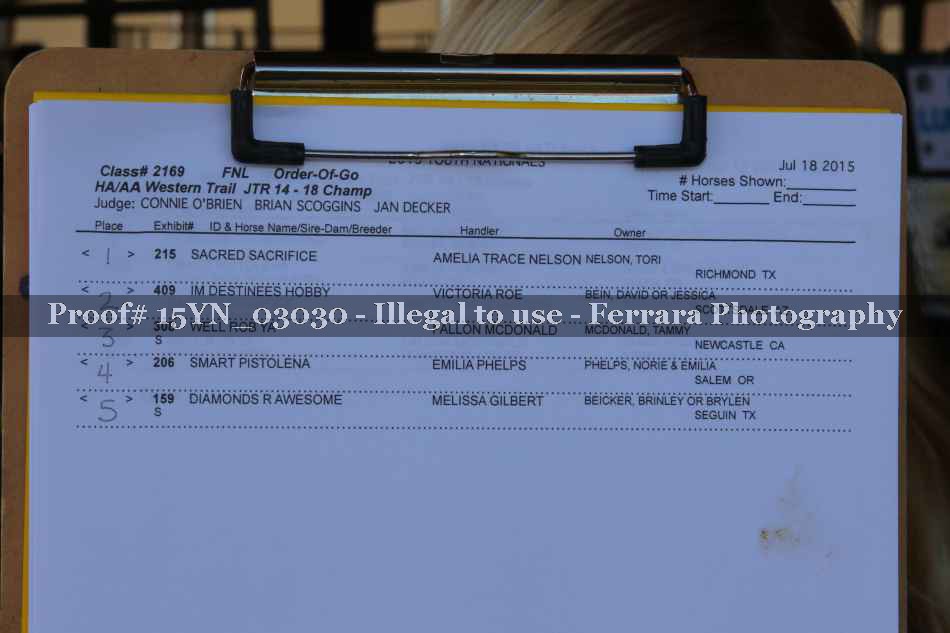 2015 YOUTH NATIONALS
Jul 18 2015
Class# 2169 FNL Order-Of-Go
# Horses Shown:
HA/AA Western Trail JTR 14 - 18 Champ
Time Start: End:
Judge: CONNIE O'BRIEN BRIAN SCOGGINS JAN DECKER
Place Exhibit# ID & Horse Name/Sire-Dam/Breeder Handler Owner
< 1 > 215 SACRED SACRIFICE AMELIA TRACE NELSON NELSON, TORI
RICHMOND TX
< 2 > 409 IM DESTINEES HOBBY VICTORIA ROE BEIN, DAVID OR JESSICA
SCOTTSDALE AZ
Proof# 15YN_03030 - Illegal to use - Ferrara Photography
< 3 > 308 WELL ROB YA FALLON MCDONALD MCDONALD, TAMMY
S NEWCASTLE CA
< 4 > 206 SMART PISTOLENA EMILIA PHELPS PHELPS, NORIE & EMILIA
SALEM OR
< 5 > 159 DIAMONDS R AWESOME MELISSA GILBERT BEICKER, BRINLEY OR BRYLEN
S SEGUIN TX